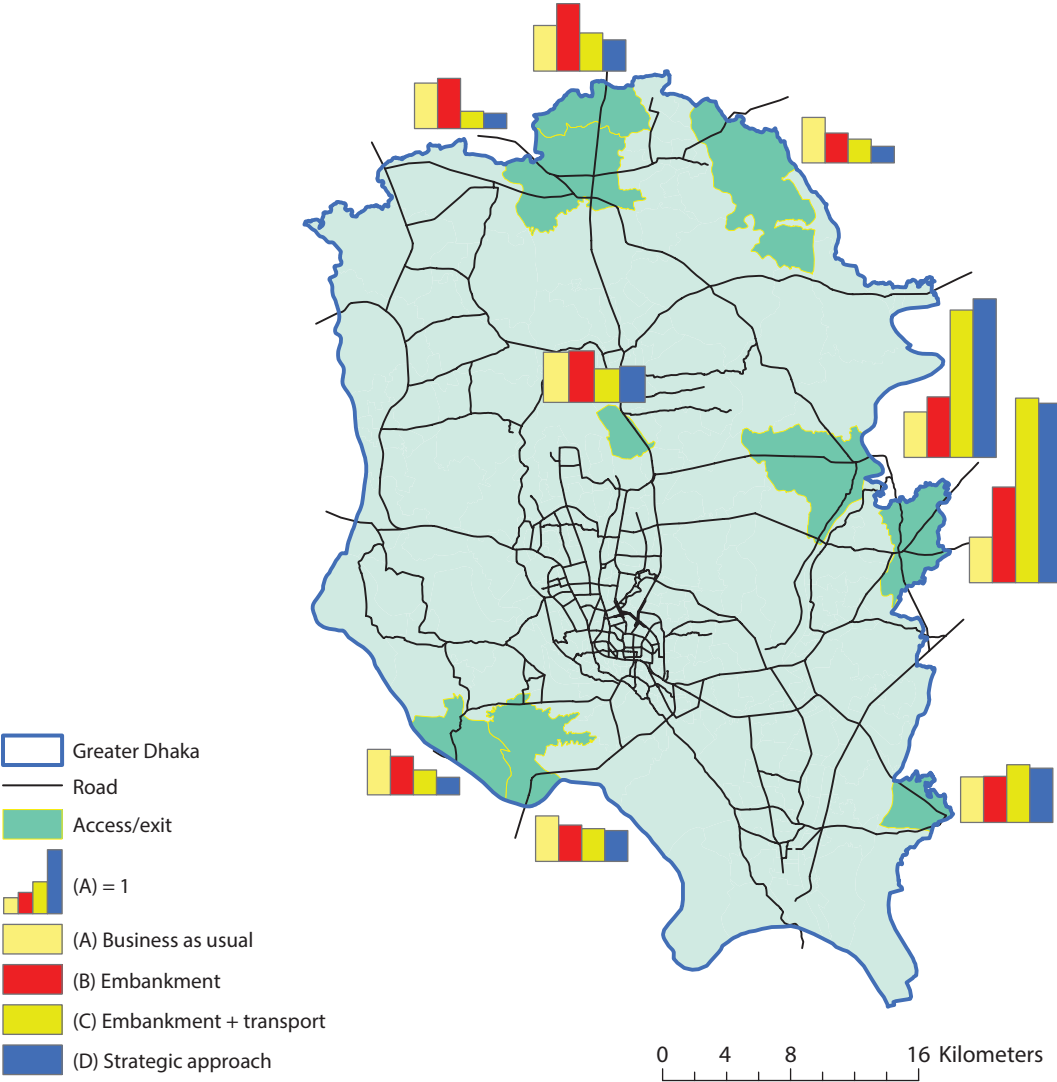 Greater Dhaka
Road
Access/exit
(A) = 1
(A) Business as usual
(B) Embankment
(C) Embankment + transport
(D) Strategic approach
0 4 8 16 Kilometers